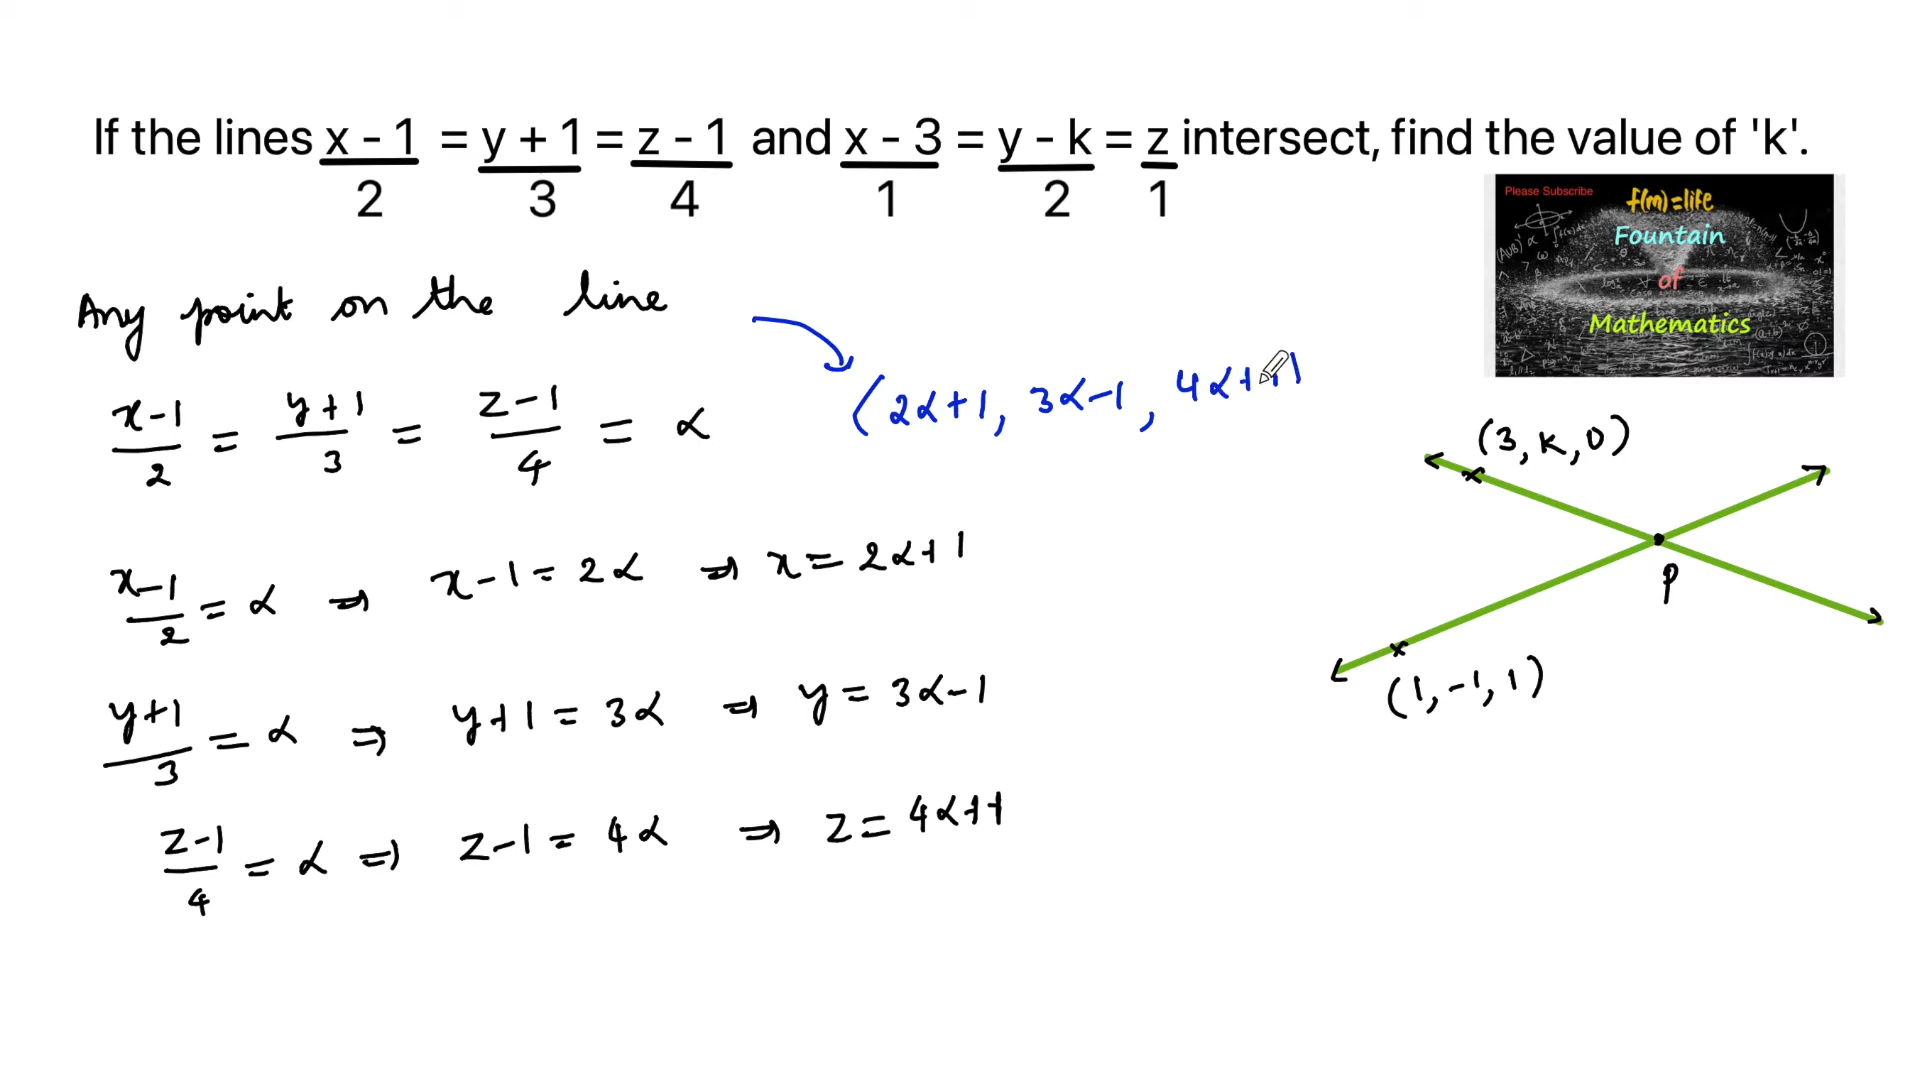 If the lines x - 1 = y + 1 = z - 1 and x - 3 = y - k = z intersect, find the value of 'k'.
2 3 4 1 2 1
Please Subscribe
f(m)=life
Fountain
of
Mathematics
Any point on the line
(2α+1, 3α-1, 4α+1)
x-1/2 = y+1/3 = z-1/4 = α
(3, k, 0)
x-1/2 = α ⇒ x-1 = 2α ⇒ x = 2α+1
P
y+1/3 = α ⇒ y+1 = 3α ⇒ y = 3α-1
(1, -1, 1)
z-1/4 = α ⇒ z-1 = 4α ⇒ z = 4α+1